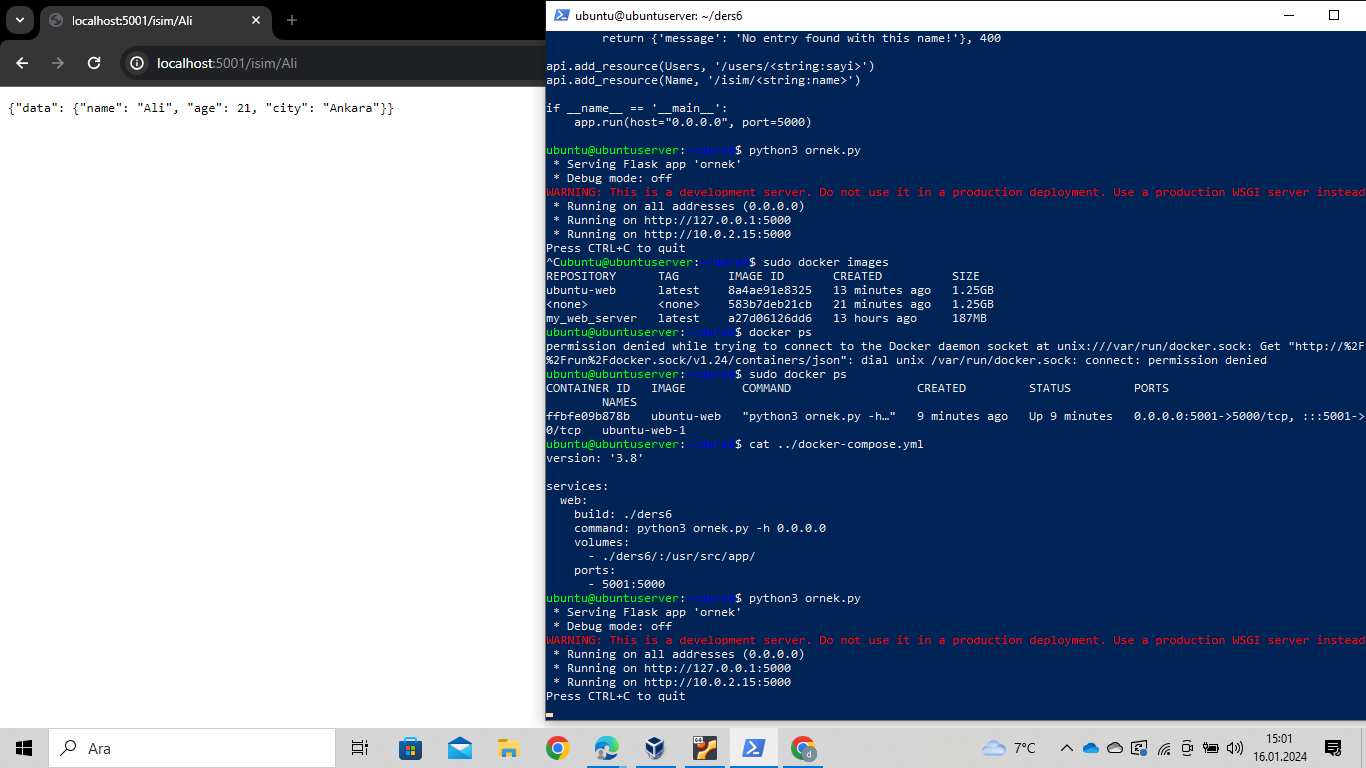 localhost:5001/isim/Ali
localhost:5001/isim/Ali
{"data": {"name": "Ali", "age": 21, "city": "Ankara"}}
ubuntu@ubuntuserver: ~/ders6
        return {'message': 'No entry found with this name!'}, 400
api.add_resource(Users, '/users/<string:sayi>')
api.add_resource(Name, '/isim/<string:name>')
if __name__ == '__main__':
    app.run(host="0.0.0.0", port=5000)
ubuntu@ubuntuserver:~/ders6$ python3 ornek.py
 * Serving Flask app 'ornek'
 * Debug mode: off
WARNING: This is a development server. Do not use it in a production deployment. Use a production WSGI server instead
 * Running on all addresses (0.0.0.0)
 * Running on http://127.0.0.1:5000
 * Running on http://10.0.2.15:5000
Press CTRL+C to quit
^Cubuntu@ubuntuserver:~/ders6$ sudo docker images
REPOSITORY      TAG       IMAGE ID       CREATED          SIZE
ubuntu-web      latest    8a4ae91e8325   13 minutes ago   1.25GB
<none>          <none>    583b7deb21cb   21 minutes ago   1.25GB
my_web_server   latest    a27d06126dd6   13 hours ago     187MB
ubuntu@ubuntuserver:~/ders6$ docker ps
permission denied while trying to connect to the Docker daemon socket at unix:///var/run/docker.sock: Get "http://%2F
%2Frun%2Fdocker.sock/v1.24/containers/json": dial unix /var/run/docker.sock: connect: permission denied
ubuntu@ubuntuserver:~/ders6$ sudo docker ps
CONTAINER ID   IMAGE        COMMAND                  CREATED         STATUS         PORTS
        NAMES
ffbfe09b878b   ubuntu-web   "python3 ornek.py -h…"   9 minutes ago   Up 9 minutes   0.0.0.0:5001->5000/tcp, :::5001->
0/tcp   ubuntu-web-1
ubuntu@ubuntuserver:~/ders6$ cat ../docker-compose.yml
version: '3.8'
services:
  web:
    build: ./ders6
    command: python3 ornek.py -h 0.0.0.0
    volumes:
      - ./ders6/:/usr/src/app/
    ports:
      - 5001:5000
ubuntu@ubuntuserver:~/ders6$ python3 ornek.py
 * Serving Flask app 'ornek'
 * Debug mode: off
WARNING: This is a development server. Do not use it in a production deployment. Use a production WSGI server instead
 * Running on all addresses (0.0.0.0)
 * Running on http://127.0.0.1:5000
 * Running on http://10.0.2.15:5000
Press CTRL+C to quit
Ara
7°C
15:01
16.01.2024